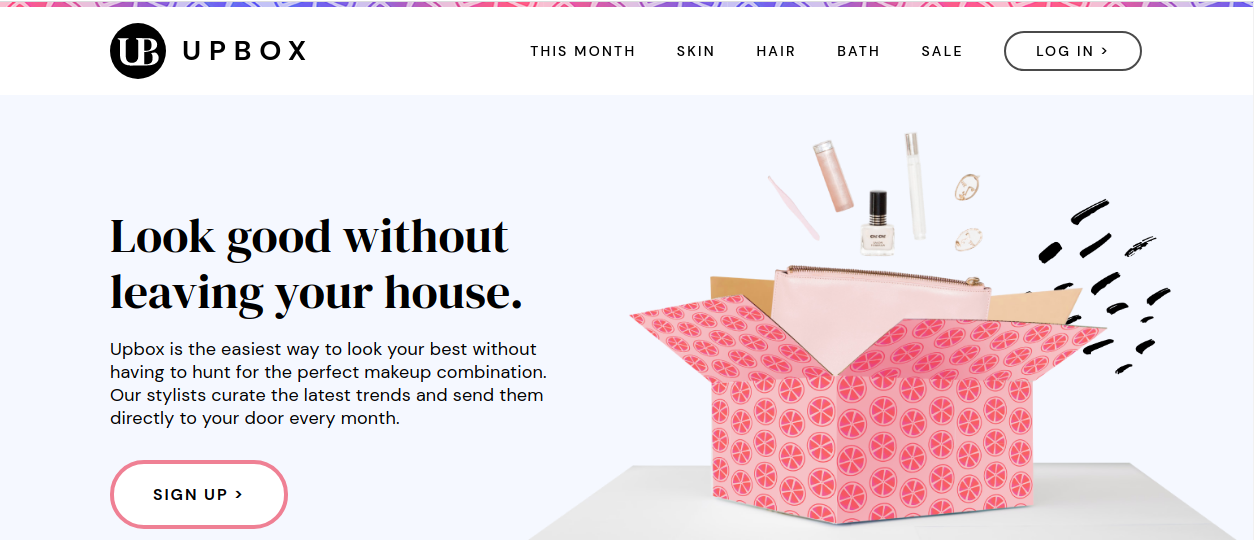 UB UPBOX
THIS MONTH SKIN HAIR BATH SALE LOG IN >
Look good without
leaving your house.
Upbox is the easiest way to look your best without
having to hunt for the perfect makeup combination.
Our stylists curate the latest trends and send them
directly to your door every month.
SIGN UP >